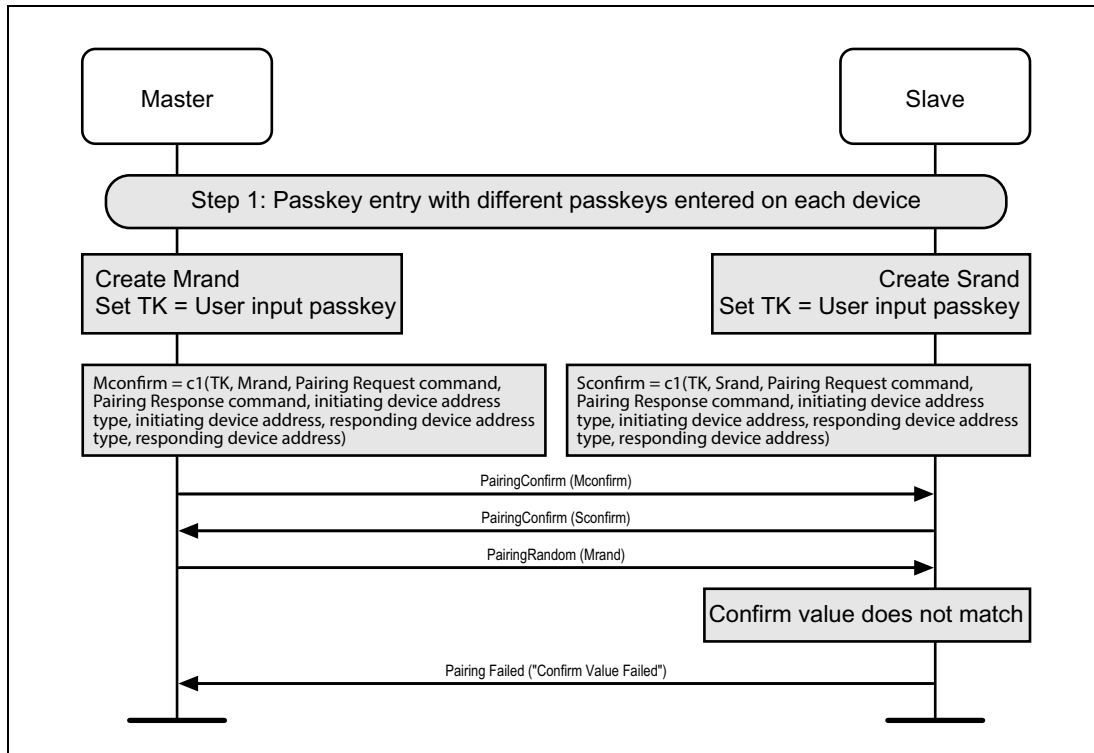 Master
Slave
Step 1: Passkey entry with different passkeys entered on each device
Create Mrand
Set TK = User input passkey
Create Srand
Set TK = User input passkey
Mconfirm = c1(TK, Mrand, Pairing Request command,
Pairing Response command, initiating device address
type, initiating device address, responding device address
type, responding device address)
Sconfirm = c1(TK, Srand, Pairing Request command,
Pairing Response command, initiating device address
type, initiating device address, responding device address
type, responding device address)
PairingConfirm (Mconfirm)
PairingConfirm (Sconfirm)
PairingRandom (Mrand)
Confirm value does not match
Pairing Failed ("Confirm Value Failed")